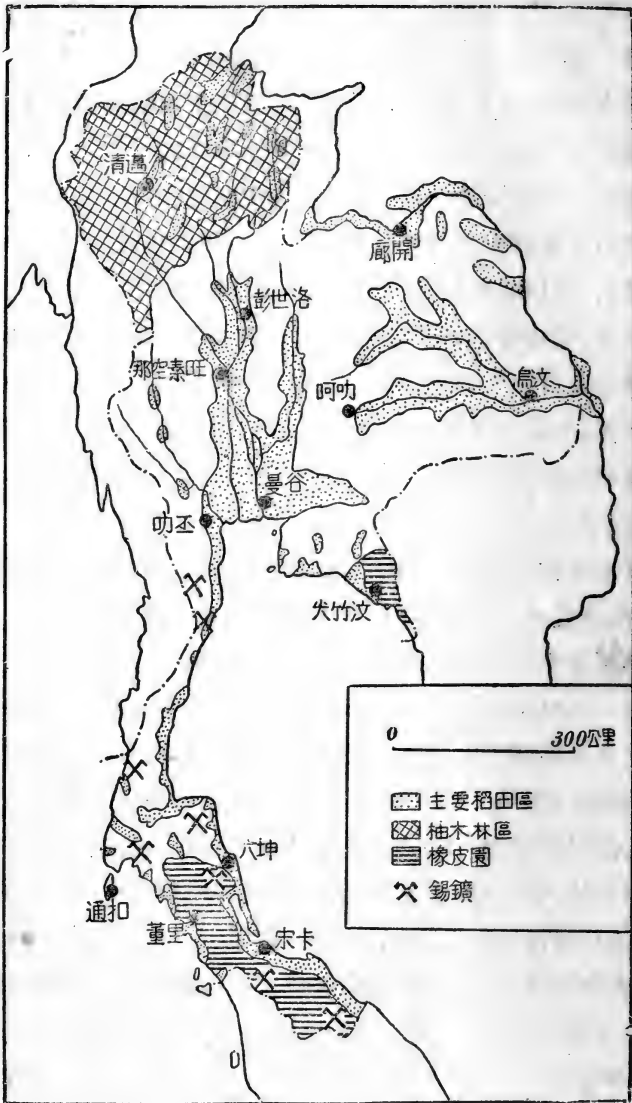 清邁
廊開
彭世洛
那空素旺
呵叻
烏文
曼谷
叻丕
尖竹汶
0 300公里
主要稻田區
柚木林區
橡皮園
錫鑛
六坤
通扣
董里
宋卡